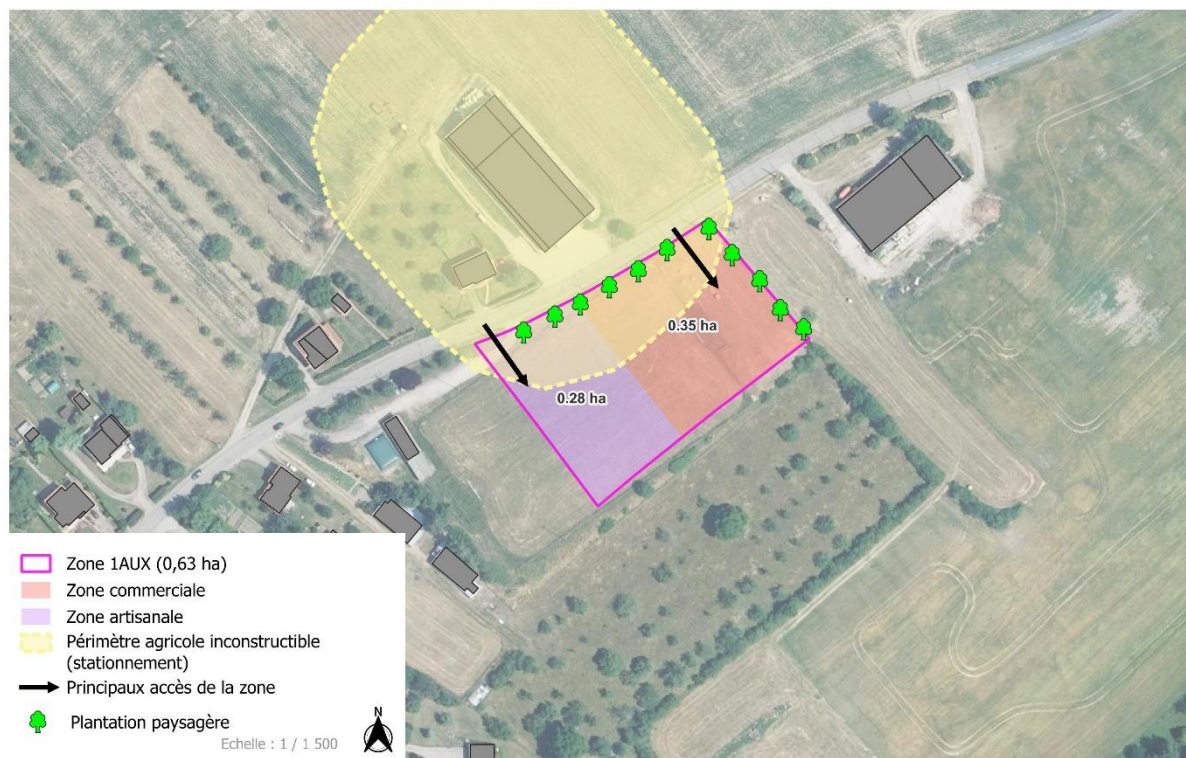 0.35 ha
0.28 ha
Zone 1AUX (0,63 ha)
Zone commerciale
Zone artisanale
Périmètre agricole inconstructible
(stationnement)
Principaux accès de la zone
Plantation paysagère
Echelle : 1 / 1 500
N